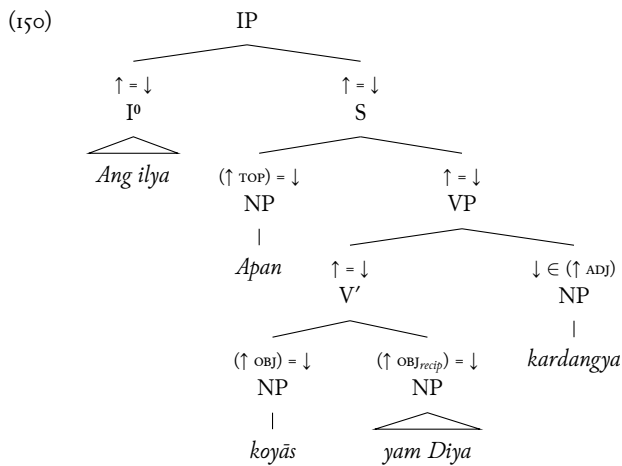 (150) IP
↑ = ↓ ↑ = ↓
I⁰ S
Ang ilya (↑ TOP) = ↓ ↑ = ↓
NP VP
Apan ↑ = ↓ ↓ ∈ (↑ ADJ)
V′ NP
(↑ OBJ) = ↓ (↑ OBJrecip) = ↓ kardangya
NP NP
koyās yam Diya